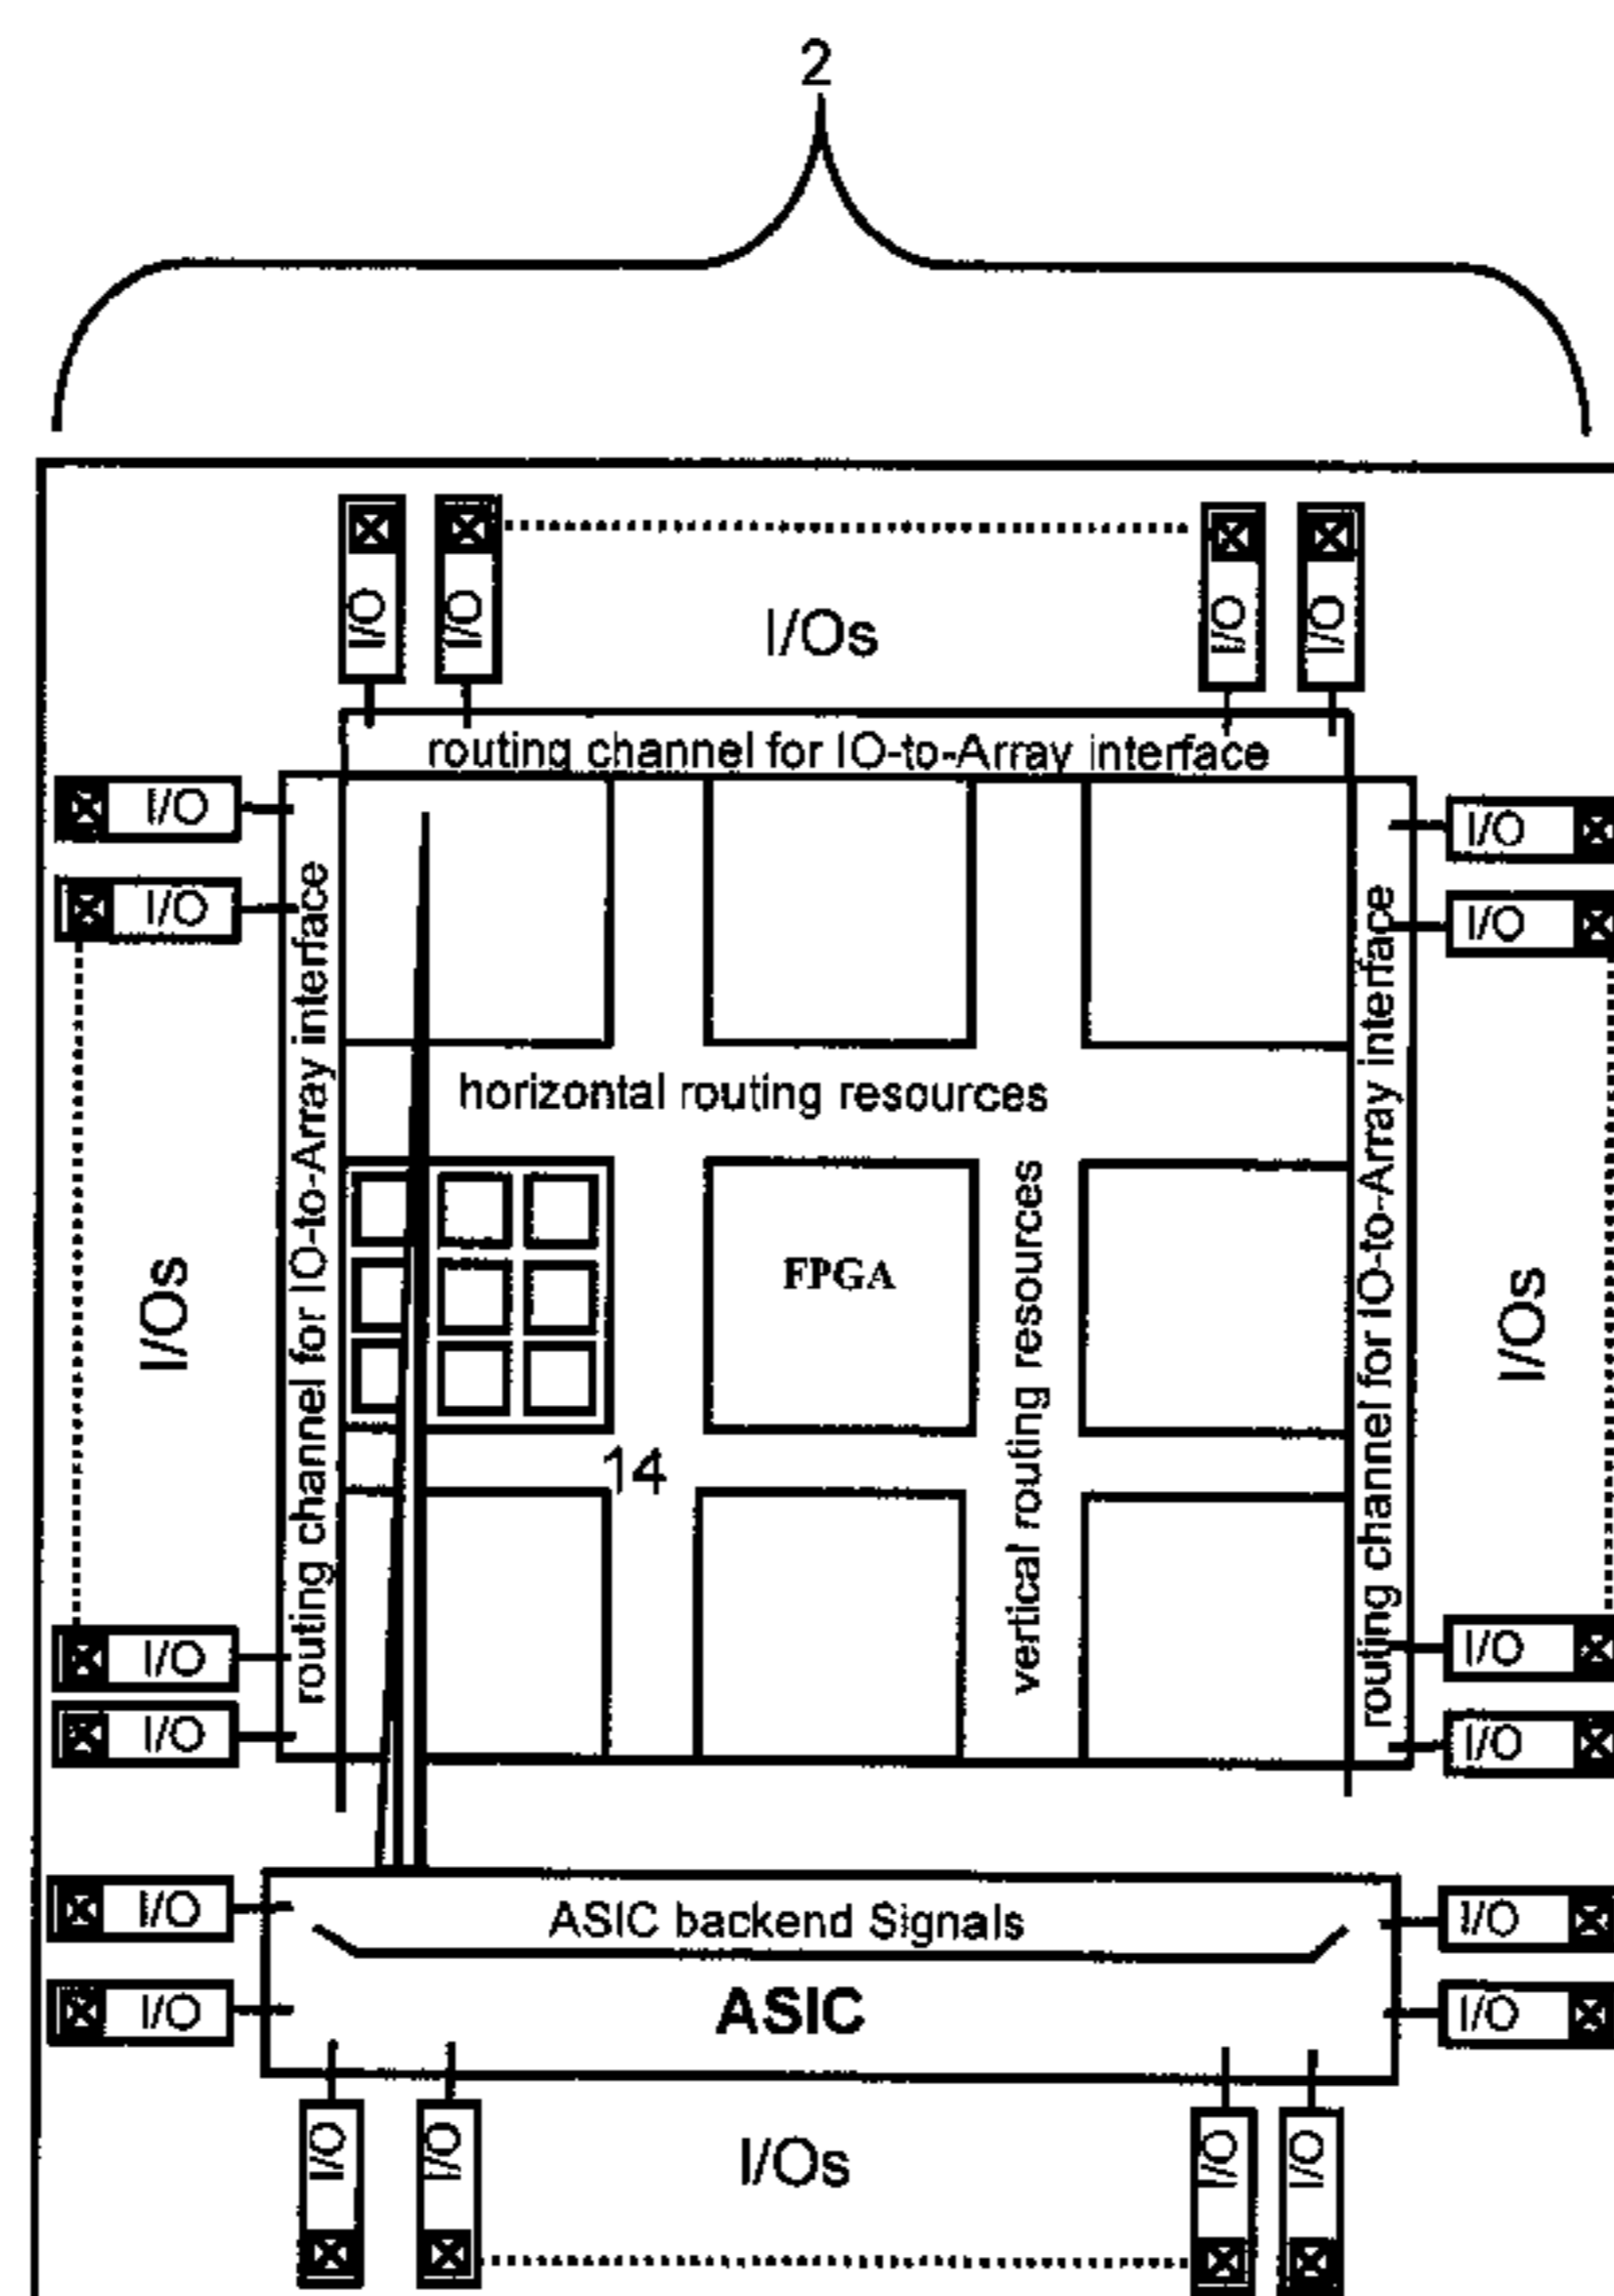 2
I/O
I/O
I/O
I/O
I/Os
routing channel for IO-to-Array interface
I/O
I/O
I/O
I/O
routing channel for IO-to-Array interface
routing channel for IO-to-Array interface
horizontal routing resources
I/Os
FPGA
vertical routing resources
I/Os
14
I/O
I/O
I/O
I/O
I/O
ASIC backend Signals
I/O
I/O
ASIC
I/O
I/O
I/O
I/Os
I/O
I/O